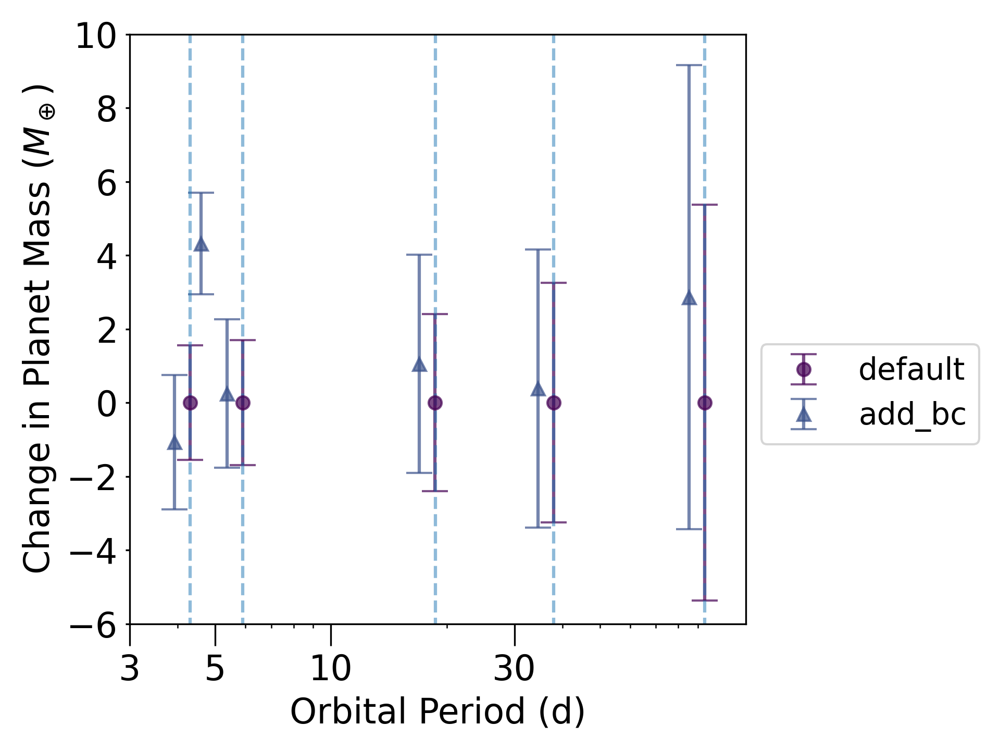 10
8
6
4
2
0
−2
−4
−6
Change in Planet Mass (M⊕)
3 5 10 30
Orbital Period (d)
default
add_bc